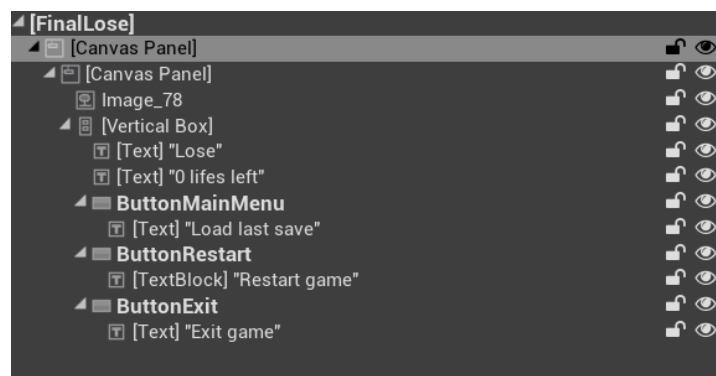 [FinalLose]
[Canvas Panel]
[Canvas Panel]
Image_78
[Vertical Box]
[Text] "Lose"
[Text] "0 lifes left"
ButtonMainMenu
[Text] "Load last save"
ButtonRestart
[TextBlock] "Restart game"
ButtonExit
[Text] "Exit game"